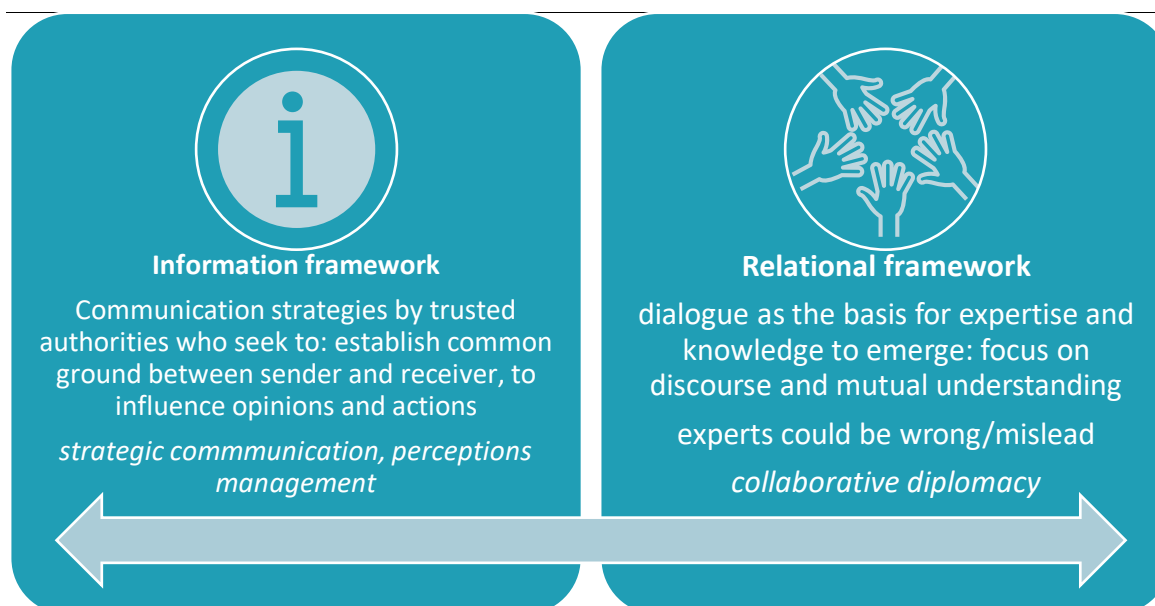 Information framework
Communication strategies by trusted
authorities who seek to: establish common
ground between sender and receiver, to
influence opinions and actions
strategic commmunication, perceptions
management
Relational framework
dialogue as the basis for expertise and
knowledge to emerge: focus on
discourse and mutual understanding
experts could be wrong/mislead
collaborative diplomacy